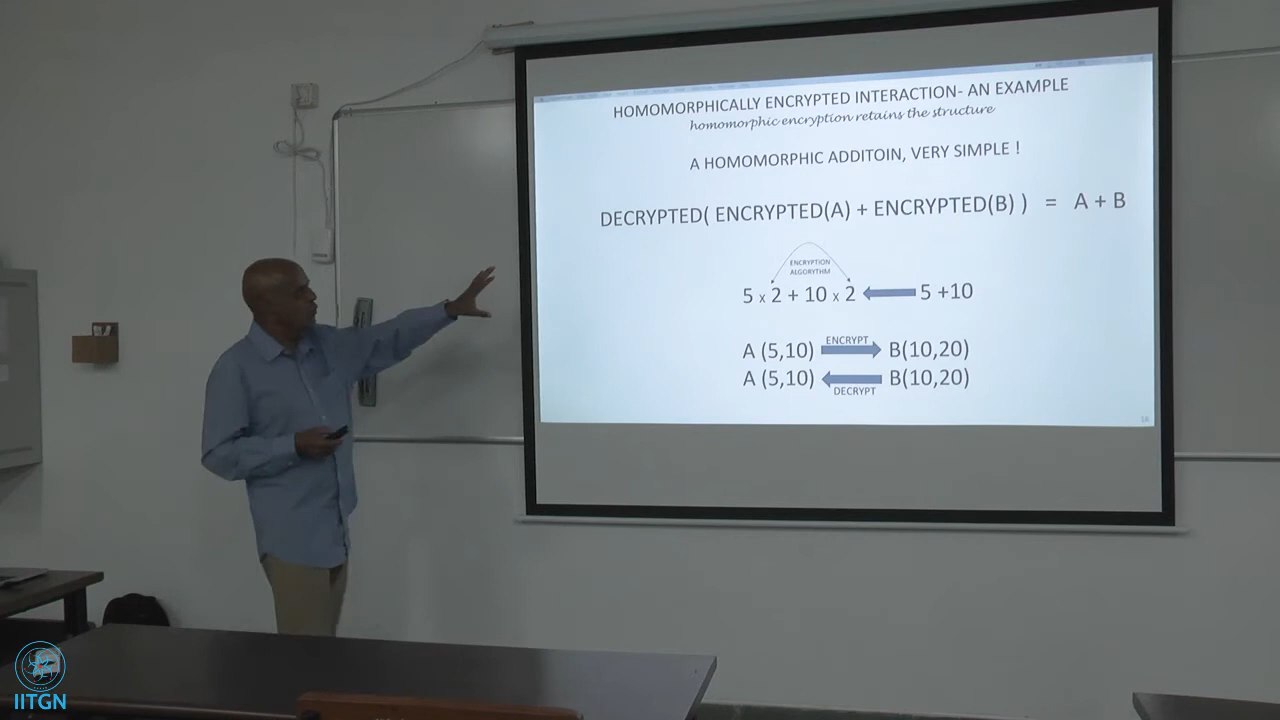 HOMOMORPHICALLY ENCRYPTED INTERACTION- AN EXAMPLE
homomorphic encryption retains the structure
A HOMOMORPHIC ADDITOIN, VERY SIMPLE !
DECRYPTED( ENCRYPTED(A) + ENCRYPTED(B) ) = A + B
ENCRYPTION
ALGORYTHM
5 x 2 + 10 x 2 5 +10
A (5,10) ENCRYPT B(10,20)
A (5,10) DECRYPT B(10,20)
IITGN